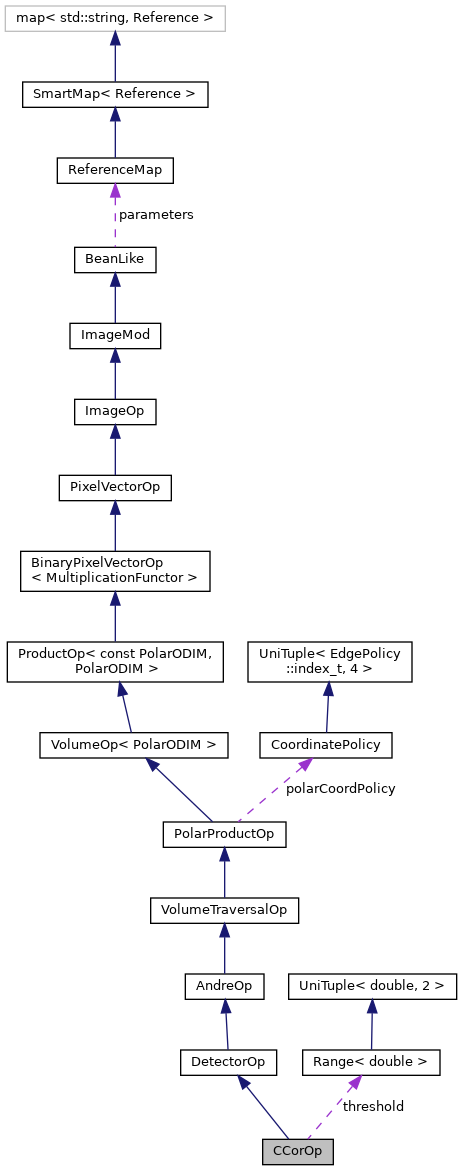 map< std::string, Reference >
SmartMap< Reference >
ReferenceMap
parameters
BeanLike
ImageMod
ImageOp
PixelVectorOp
BinaryPixelVectorOp
< MultiplicationFunctor >
ProductOp< const PolarODIM,
PolarODIM >
UniTuple< EdgePolicy
::index_t, 4 >
VolumeOp< PolarODIM >
CoordinatePolicy
polarCoordPolicy
PolarProductOp
VolumeTraversalOp
AndreOp
UniTuple< double, 2 >
DetectorOp
Range< double >
threshold
CCorOp